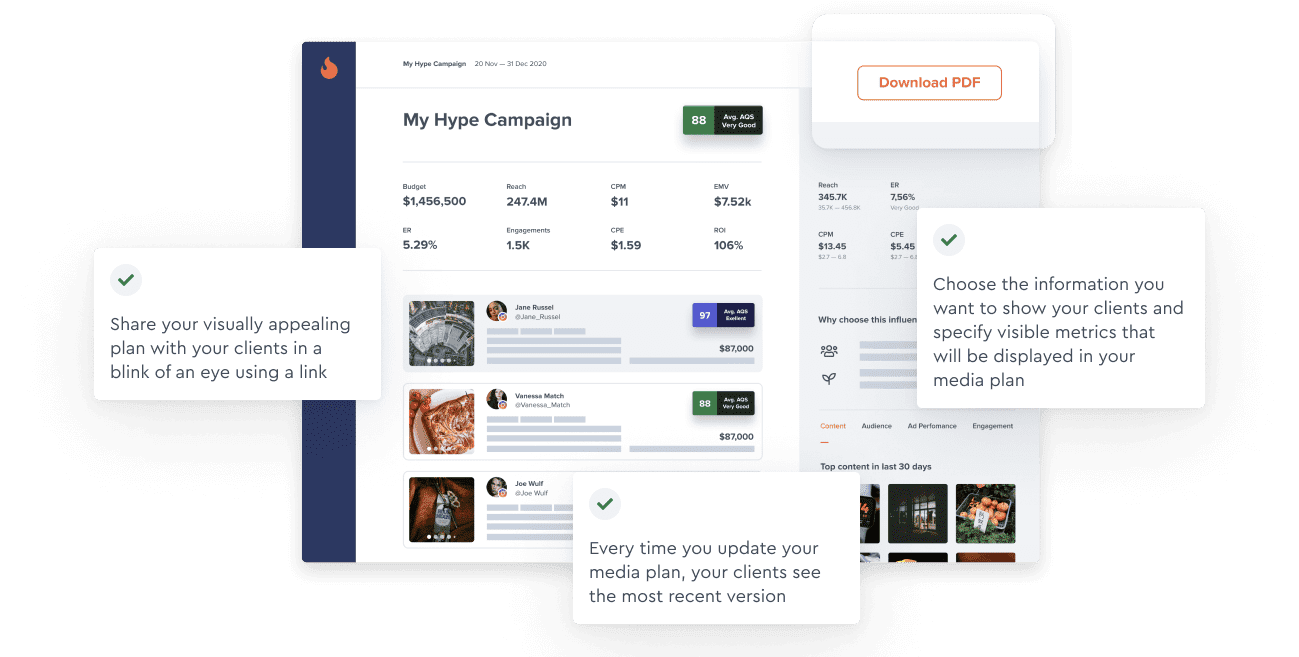 My Hype Campaign 20 Nov — 31 Dec 2020
Download PDF
My Hype Campaign
88 Avg. AQS
Very Good
Budget Reach CPM EMV
$1,456,500 247.4M $11 $7.52k
ER Engagements CPE ROI
5.29% 1.5K $1.59 106%
Jane Russel
@Jane_Russel
97 Avg. AQS
Exellent
$87,000
Vanessa Match
@Vanessa_Match
88 Avg. AQS
Very Good
$87,000
Joe Wulf
@Joe Wulf
Reach ER
345.7K 7,56%
35.7K — 456.8K Very Good
CPM CPE
$13.45 $5.45
$2.7 — 6.8 $2.7 — 6.8
Why choose this influen
Content Audience Ad Perfomance Engagement
Top content in last 30 days
Share your visually appealing
plan with your clients in a
blink of an eye using a link
Choose the information you
want to show your clients and
specify visible metrics that
will be displayed in your
media plan
Every time you update your
media plan, your clients see
the most recent version